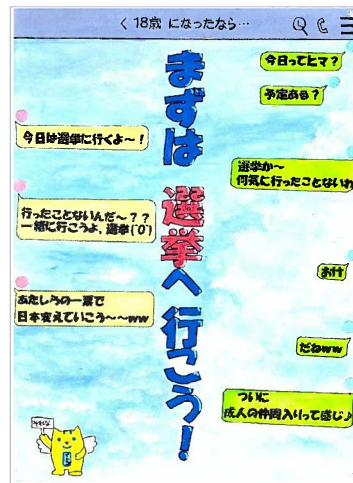 く 18歳 になったなら…
まずは 選挙へ 行こう!
今日ってヒマ?
予定ある?
今日は選挙に行くよ〜!
選挙か〜
何気に行ったことないわ
行ったことないんだ〜??
一緒に行こうよ、選挙(^0^)
おけ
あたしらの一票で
日本変えていこう〜〜ww
だねww
ついに
成人の仲間入りって感じ♪